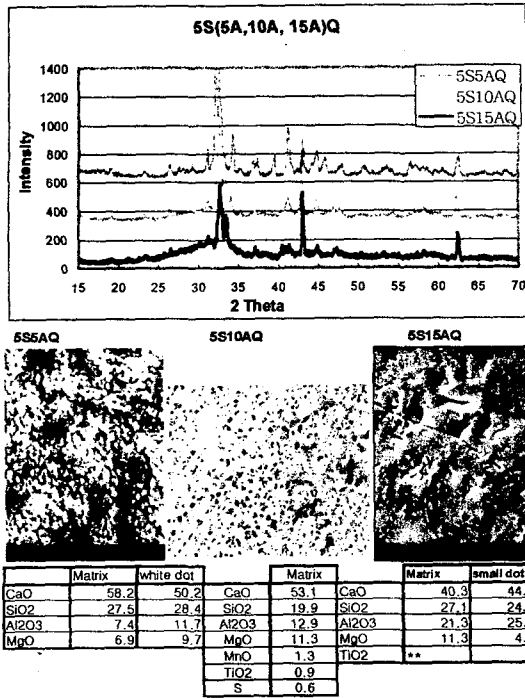 5S(5A,10A, 15A)Q
1400
1200
1000
800
600
400
200
0
Intensity
5S5AQ
5S10AQ
5S15AQ
15 20 25 30 35 40 45 50 55 60 65 70
2 Theta
5S5AQ 5S10AQ 5S15AQ
Matrix white dot
CaO 58.2 50.2
SiO2 27.5 28.4
Al2O3 7.4 11.7
MgO 6.9 9.7
Matrix
CaO 53.1
SiO2 19.9
Al2O3 12.9
MgO 11.3
MnO 1.3
TiO2 0.9
S 0.6
Matrix small dot
CaO 40.3 44.
SiO2 27.1 24.
Al2O3 21.3 25.
MgO 11.3 4.
TiO2 **